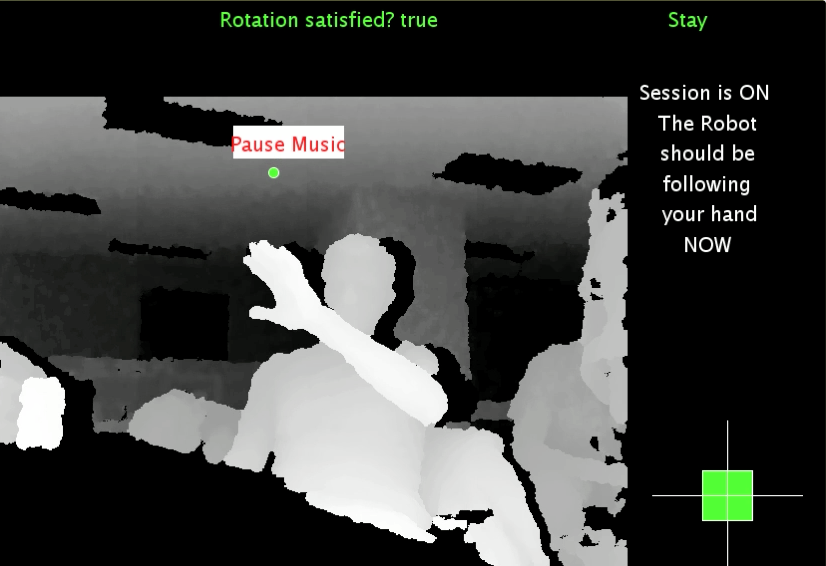 Rotation satisfied? true
Stay
Pause Music
Session is ON
The Robot
should be
following
your hand
NOW